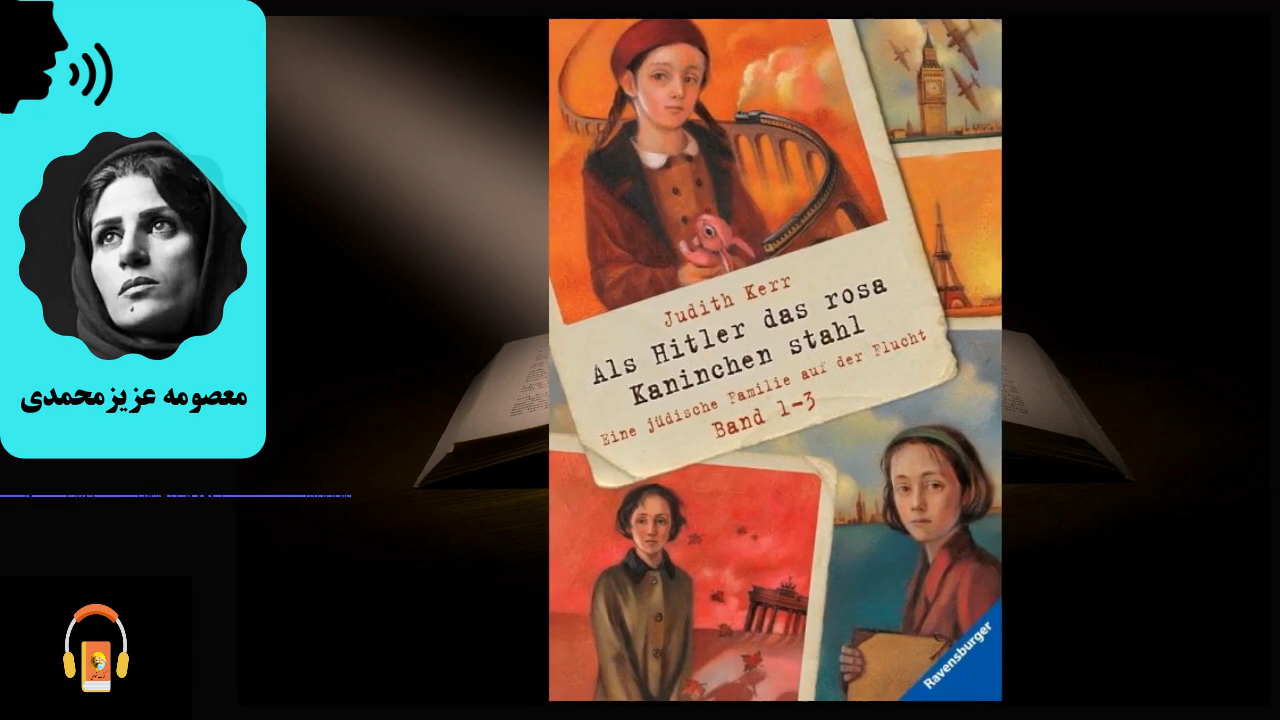 معصومه عزیزمحمدی
Judith Kerr
Als Hitler das rosa
Kaninchen stahl
Eine jüdische Familie auf der Flucht
Band 1-3
Ravensburger